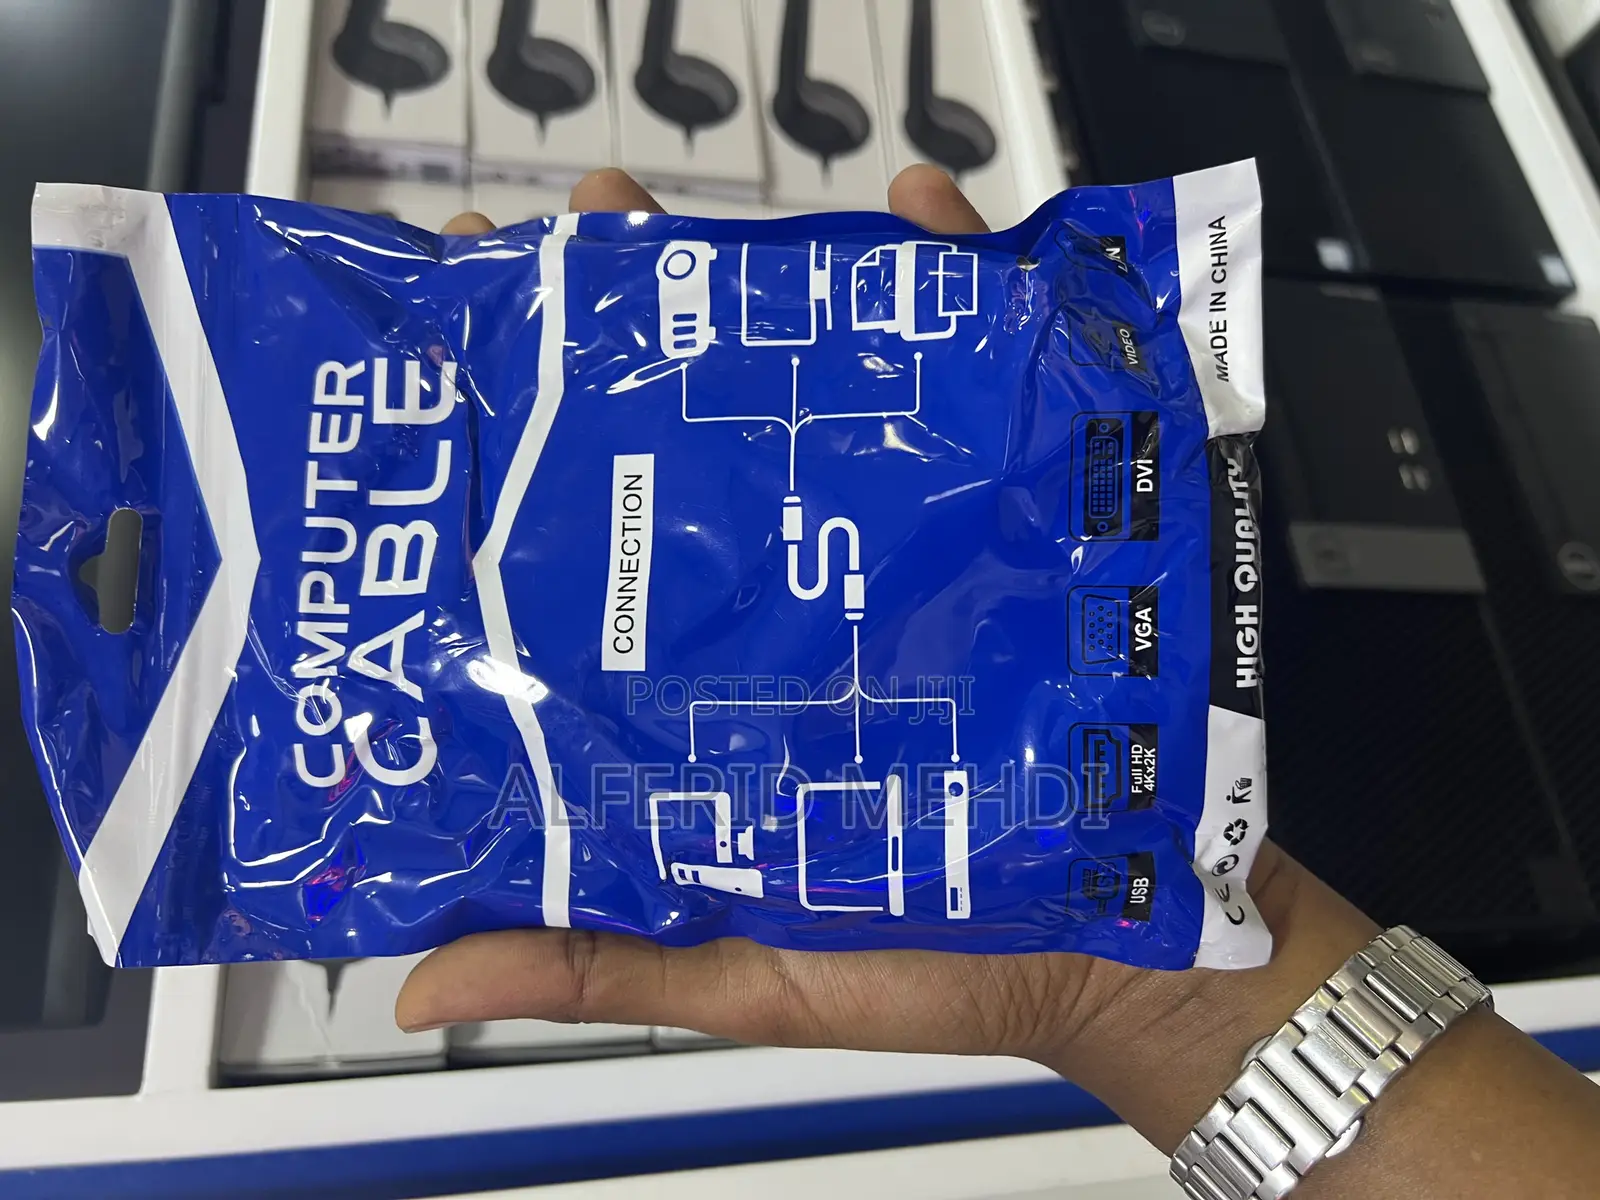 COMPUTER
CABLE
CONNECTION
USB
Full HD
4Kx2K
VGA
DVI
VIDEO
HIGH QUALITY
MADE IN CHINA
CE
POSTED ON JIJI
ALFERID MEHDI